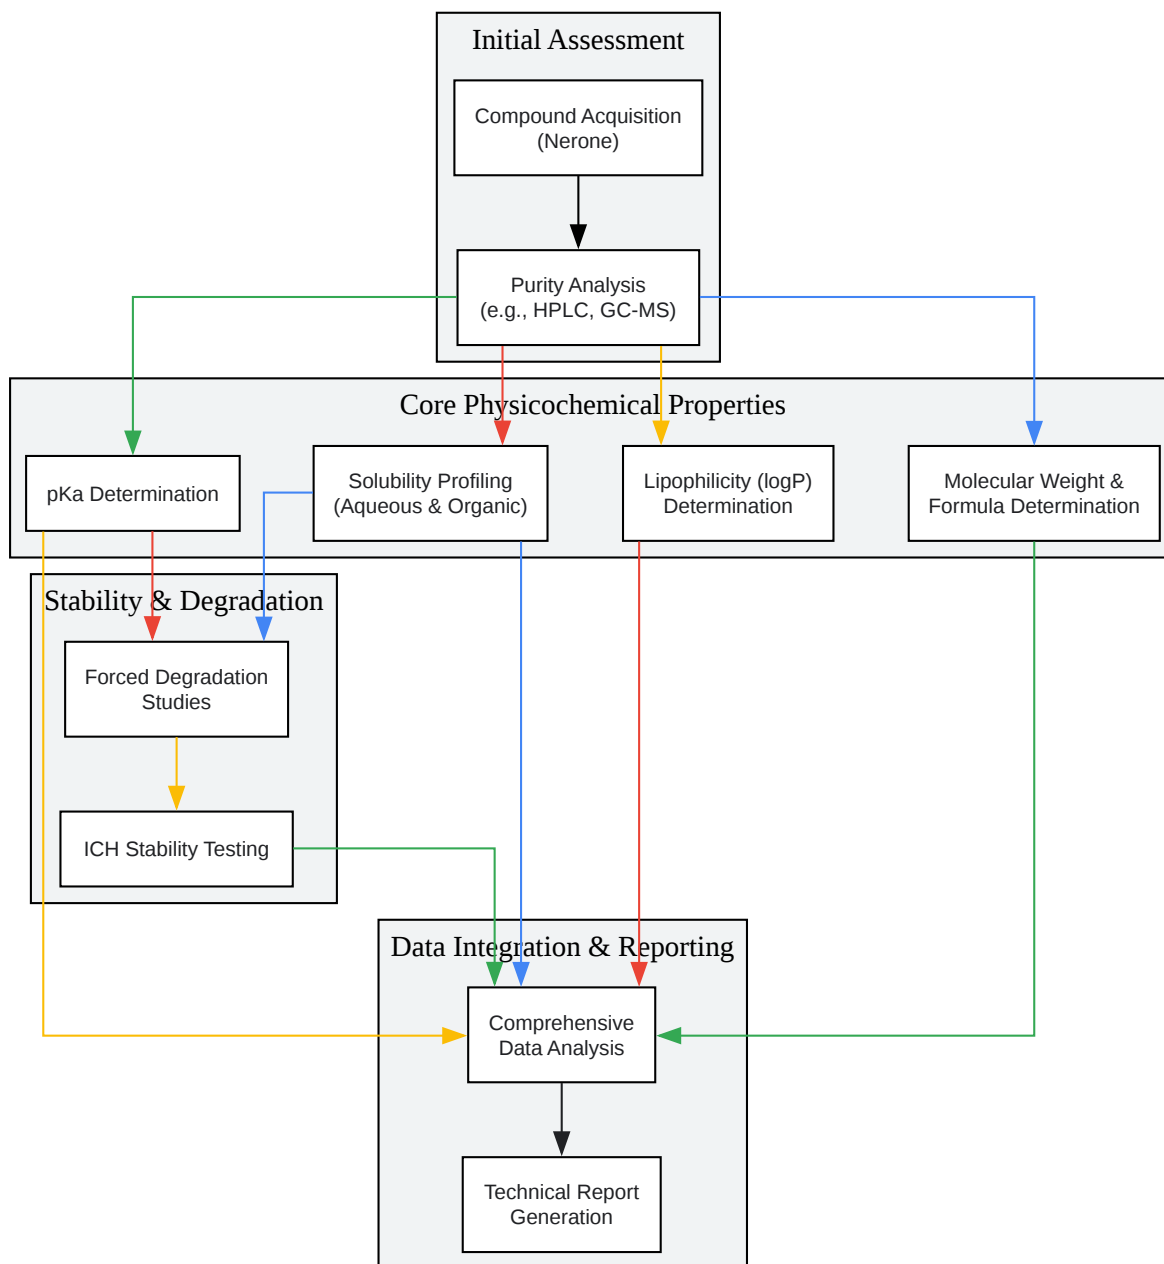 Initial Assessment
Compound Acquisition
(Nerone)
Purity Analysis
(e.g., HPLC, GC-MS)
Core Physicochemical Properties
pKa Determination
Solubility Profiling
(Aqueous & Organic)
Lipophilicity (logP)
Determination
Molecular Weight &
Formula Determination
Stability & Degradation
Forced Degradation
Studies
ICH Stability Testing
Data Integration & Reporting
Comprehensive
Data Analysis
Technical Report
Generation